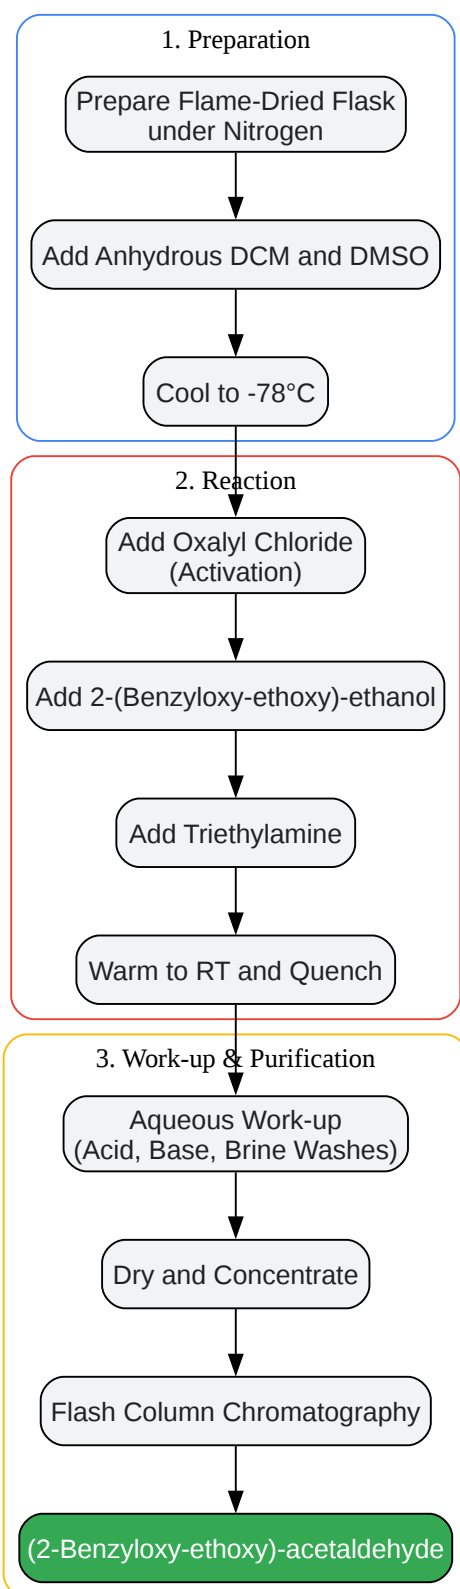 1. Preparation
Prepare Flame-Dried Flask
under Nitrogen
Add Anhydrous DCM and DMSO
Cool to -78°C
2. Reaction
Add Oxalyl Chloride
(Activation)
Add 2-(Benzyloxy-ethoxy)-ethanol
Add Triethylamine
Warm to RT and Quench
3. Work-up & Purification
Aqueous Work-up
(Acid, Base, Brine Washes)
Dry and Concentrate
Flash Column Chromatography
(2-Benzyloxy-ethoxy)-acetaldehyde